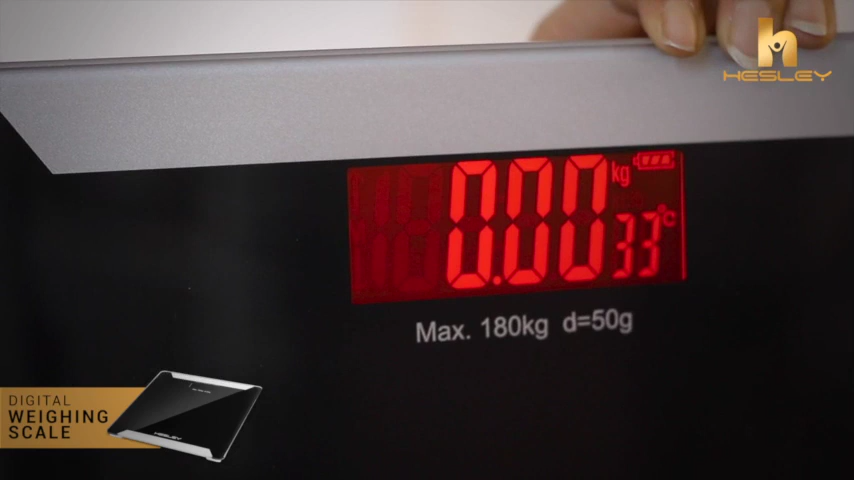 HESLEY
0.00 kg
33°C
Max. 180kg d=50g
DIGITAL
WEIGHING
SCALE
HESLEY